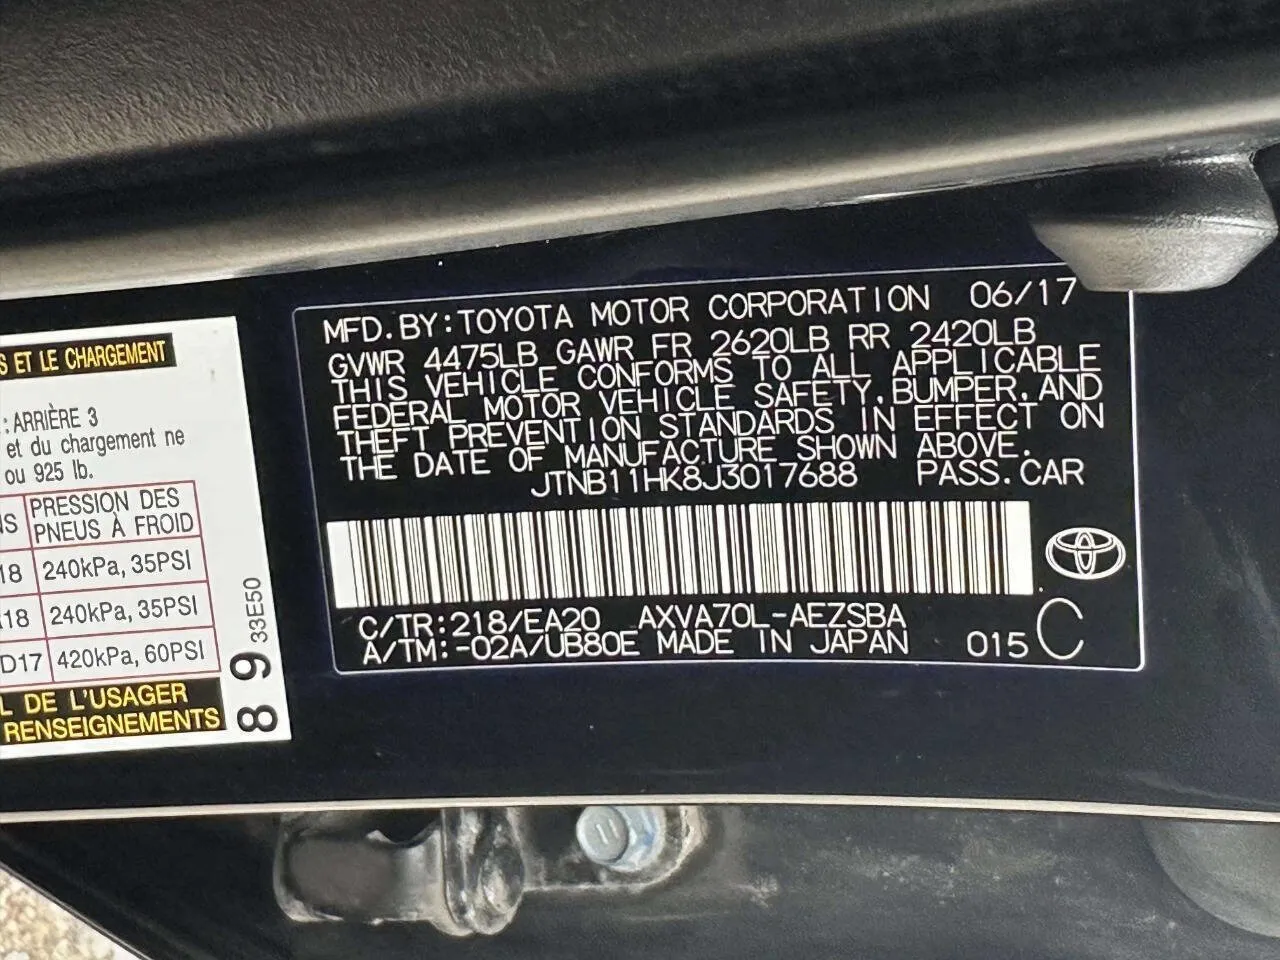 MFD.BY:TOYOTA MOTOR CORPORATION 06/17
GVWR 4475LB GAWR FR 2620LB RR 2420LB
THIS VEHICLE CONFORMS TO ALL APPLICABLE
FEDERAL MOTOR VEHICLE SAFETY,BUMPER,AND
THEFT PREVENTION STANDARDS IN EFFECT ON
THE DATE OF MANUFACTURE SHOWN ABOVE.
JTNB11HK8J3017688 PASS.CAR
C/TR:218/EA20 AXVA70L-AEZSBA
A/TM:-02A/UB80E MADE IN JAPAN 015 C
ET LE CHARGEMENT
: ARRIÈRE 3
et du chargement ne
ou 925 lb.
PRESSION DES
PNEUS À FROID
18 240kPa, 35PSI
18 240kPa, 35PSI
D17 420kPa, 60PSI
DE L'USAGER
RENSEIGNEMENTS
33E50
89